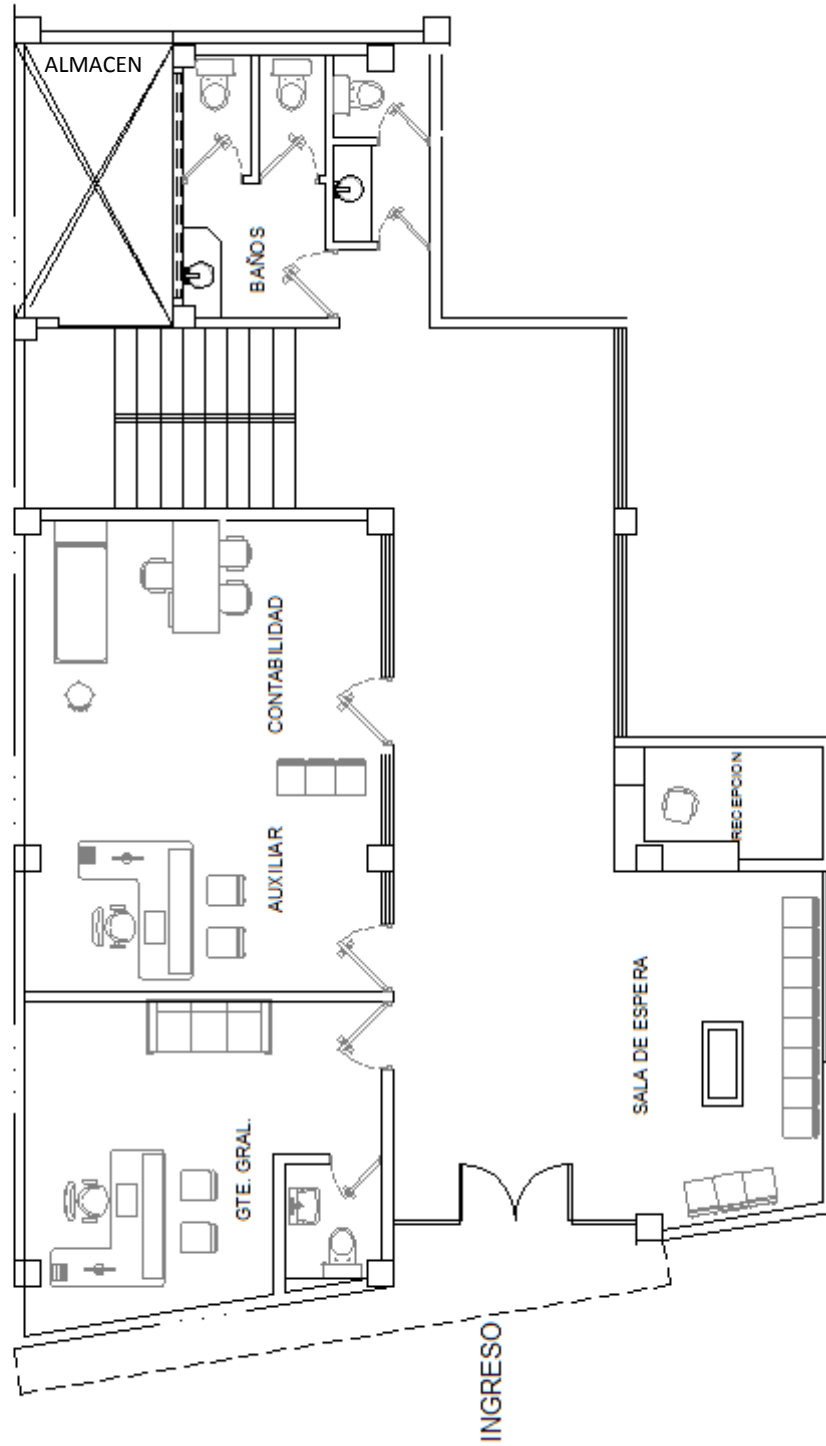 ALMACEN
BAÑOS
CONTABILIDAD
AUXILIAR
RECEPCION
SALA DE ESPERA
GTE. GRAL.
INGRESO